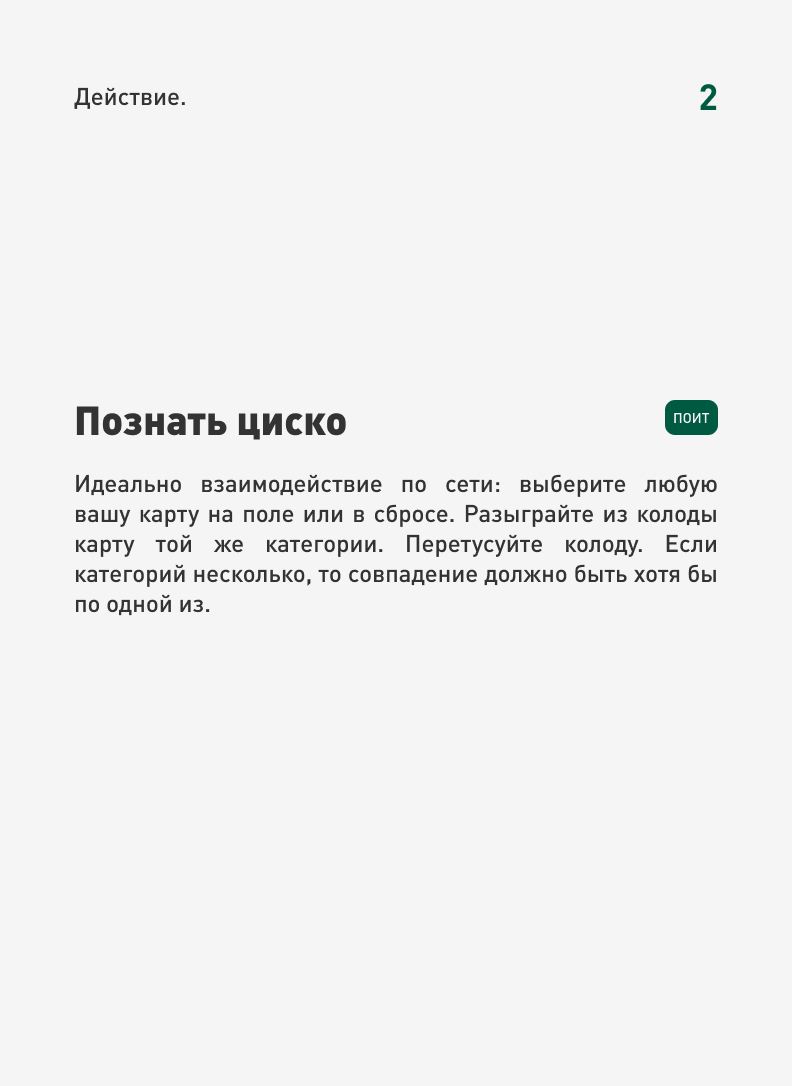 Действие.
2
Познать циско
ПОИТ
Идеально взаимодействие по сети: выберите любую
вашу карту на поле или в сбросе. Разыграйте из колоды
карту той же категории. Перетусуйте колоду. Если
категорий несколько, то совпадение должно быть хотя бы
по одной из.